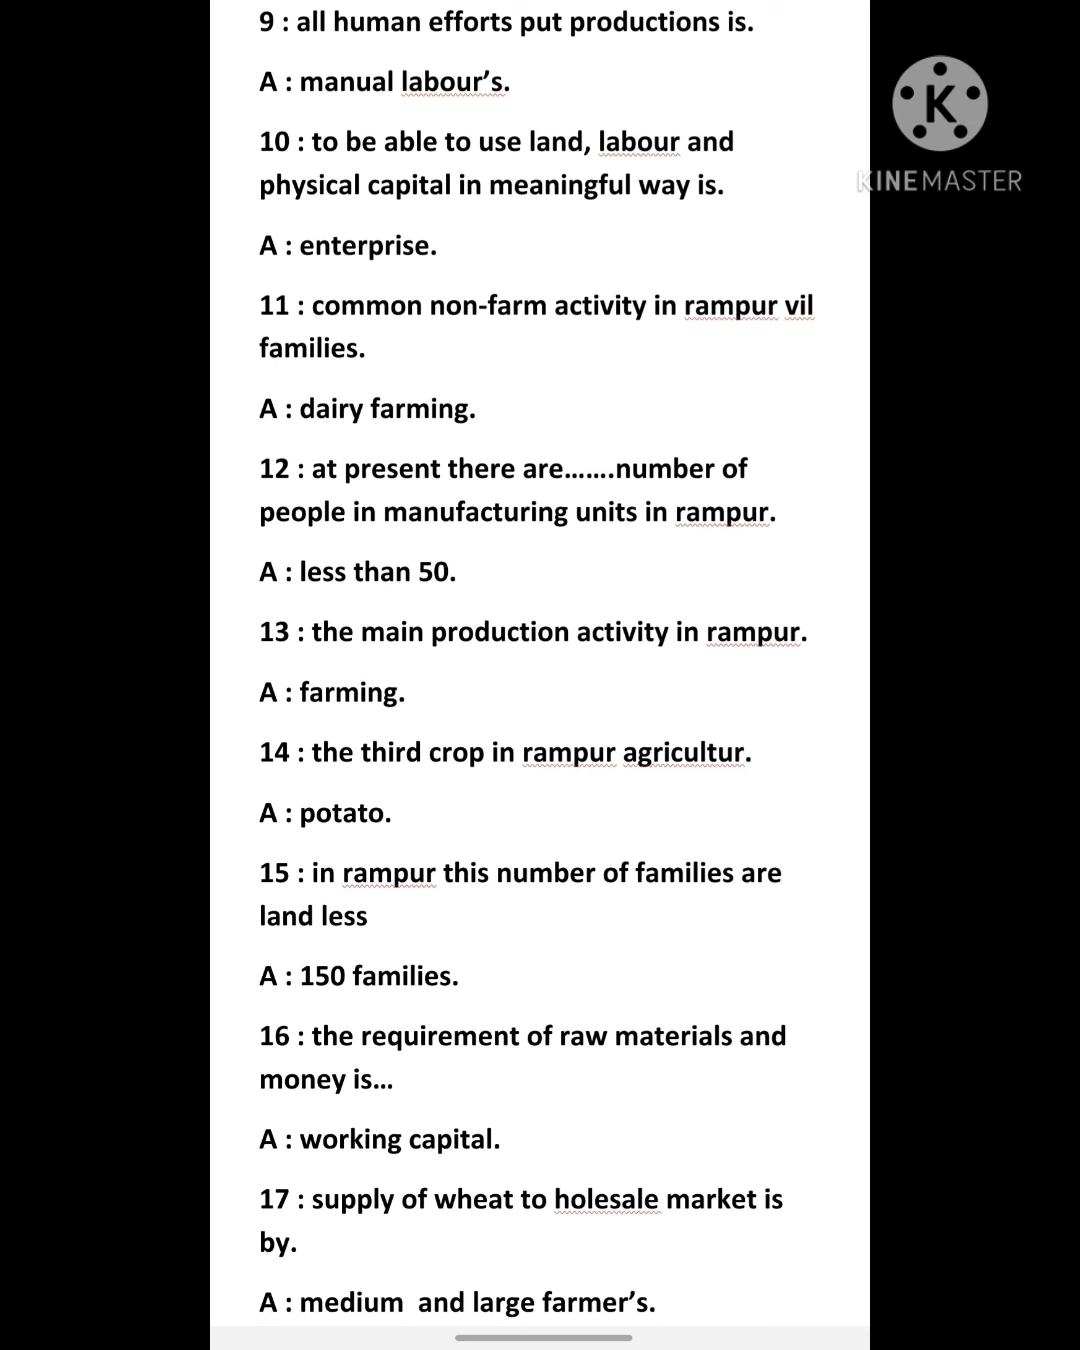 9 : all human efforts put productions is.
A : manual labour’s.
10 : to be able to use land, labour and
physical capital in meaningful way is.
A : enterprise.
11 : common non-farm activity in rampur vil
families.
A : dairy farming.
12 : at present there are…….number of
people in manufacturing units in rampur.
A : less than 50.
13 : the main production activity in rampur.
A : farming.
14 : the third crop in rampur agricultur.
A : potato.
15 : in rampur this number of families are
land less
A : 150 families.
16 : the requirement of raw materials and
money is…
A : working capital.
17 : supply of wheat to holesale market is
by.
A : medium  and large farmer’s.
K
KINEMASTER